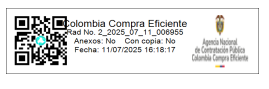 Colombia Compra Eficiente
Rad No. 2_2025_07_11_006955
Anexos: No Con copia: No
Fecha: 11/07/2025 16:18:17
Agencia Nacional
de Contratación Pública
Colombia Compra Eficiente